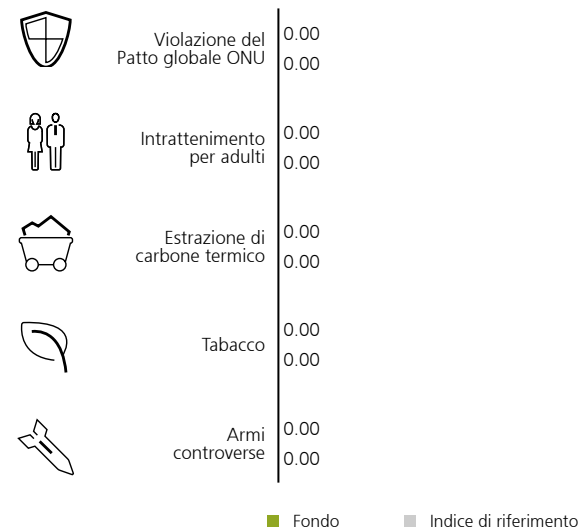 Violazione del
Patto globale ONU
0.00
0.00
Intrattenimento
per adulti
0.00
0.00
Estrazione di
carbone termico
0.00
0.00
Tabacco
0.00
0.00
Armi
controverse
0.00
0.00
Fondo Indice di riferimento